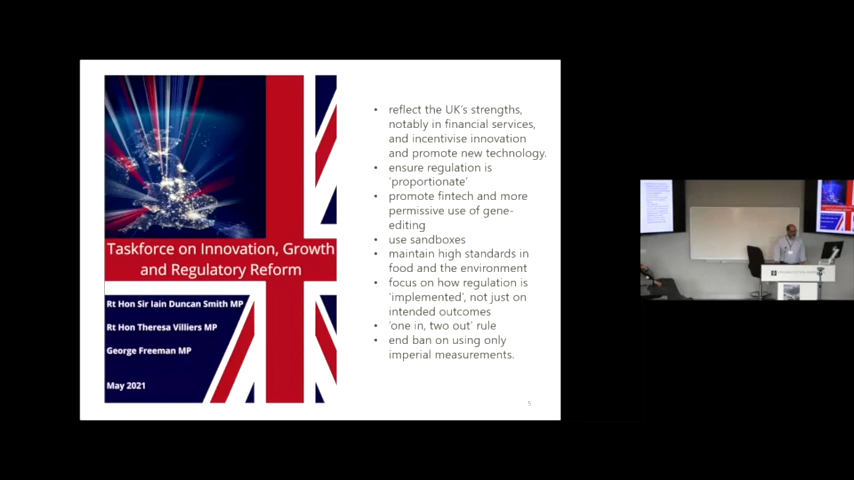 Taskforce on Innovation, Growth
and Regulatory Reform
Rt Hon Sir Iain Duncan Smith MP
Rt Hon Theresa Villiers MP
George Freeman MP
May 2021
• reflect the UK's strengths,
notably in financial services,
and incentivise innovation
and promote new technology.
• ensure regulation is
'proportionate'
• promote fintech and more
permissive use of gene-
editing
• use sandboxes
• maintain high standards in
food and the environment
• focus on how regulation is
'implemented', not just on
intended outcomes
• 'one in, two out' rule
• end ban on using only
imperial measurements.
5